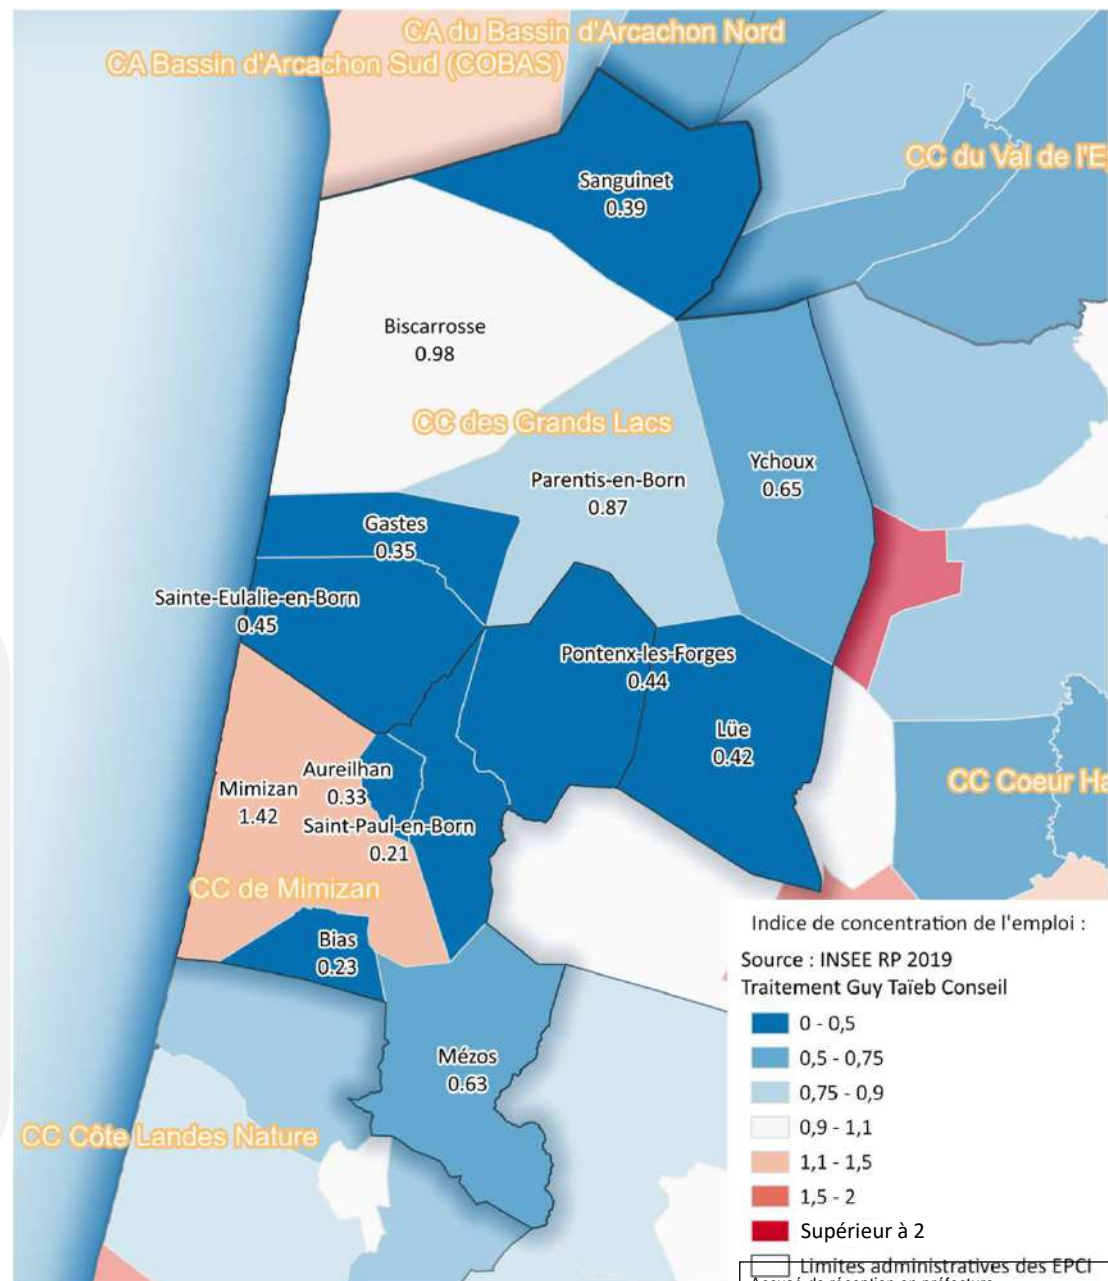 CA du Bassin d'Arcachon Nord
CA Bassin d'Arcachon Sud (COBAS)
CC du Val de l'E
Sanguinet
0.39
Biscarrosse
0.98
CC des Grands Lacs
Ychoux
0.65
Parentis-en-Born
0.87
Gastes
0.35
Sainte-Eulalie-en-Born
0.45
Pontenx-les-Forges
0.44
Lüe
0.42
Aureilhan
0.33
Mimizan
1.42
CC Coeur Ha
Saint-Paul-en-Born
0.21
CC de Mimizan
Bias
0.23
Mézos
0.63
CC Côte Landes Nature
Indice de concentration de l'emploi :
Source : INSEE RP 2019
Traitement Guy Taïeb Conseil
0 - 0,5
0,5 - 0,75
0,75 - 0,9
0,9 - 1,1
1,1 - 1,5
1,5 - 2
Supérieur à 2
Limites administratives des EPCI
Accusé de réception en préfecture